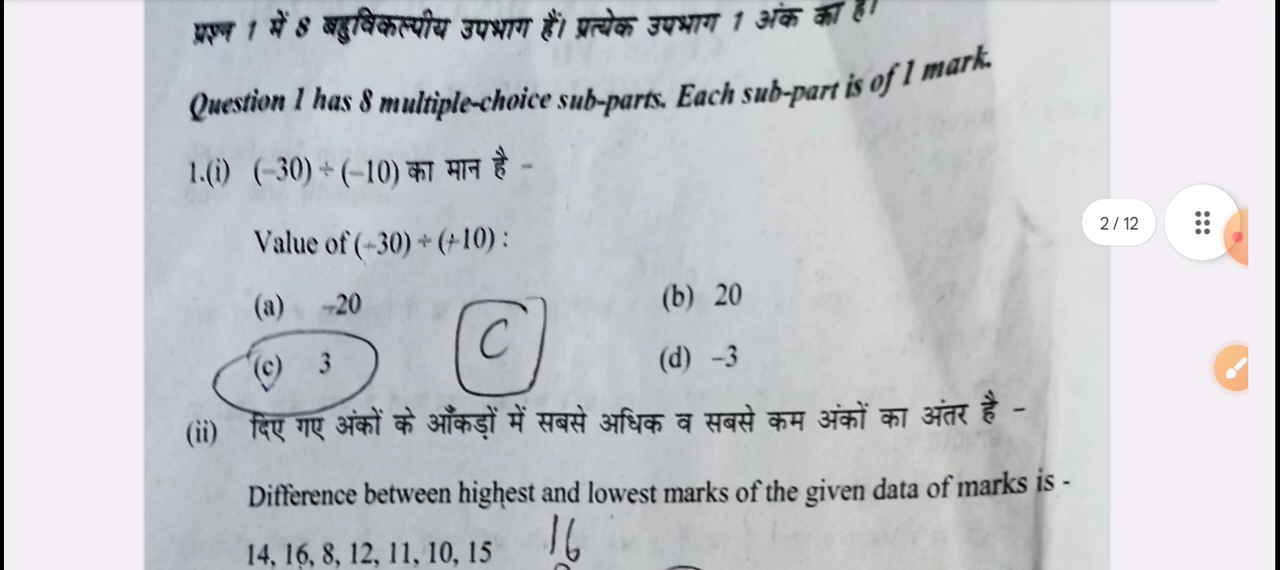 प्रश्न 1 में 8 बहुविकल्पीय उपभाग हैं। प्रत्येक उपभाग 1 अंक का है।
Question 1 has 8 multiple-choice sub-parts. Each sub-part is of 1 mark.
1.(i) (-30) ÷ (-10) का मान है -
2 / 12
Value of (-30) ÷ (-10) :
(a) -20 (b) 20
(c) 3 C (d) -3
(ii) दिए गए अंकों के आँकड़ों में सबसे अधिक व सबसे कम अंकों का अंतर है -
Difference between highest and lowest marks of the given data of marks is -
14, 16, 8, 12, 11, 10, 15 16